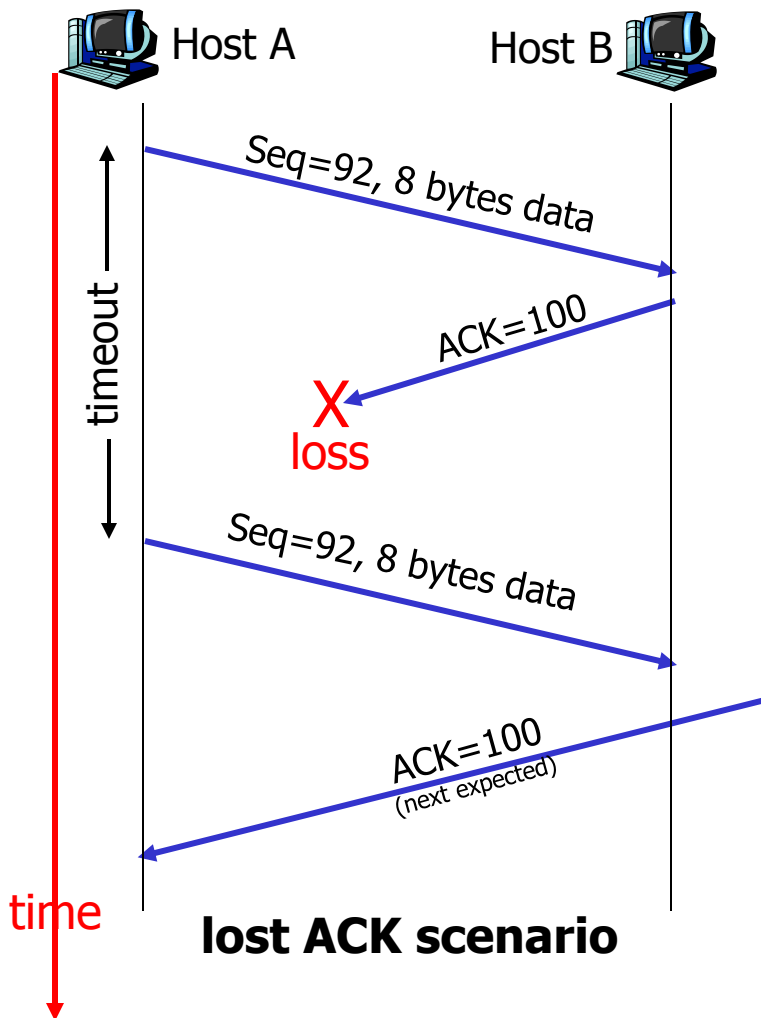 Host A
Host B
Seq=92, 8 bytes data
ACK=100
timeout
X
loss
Seq=92, 8 bytes data
ACK=100
(next expected)
time
lost ACK scenario